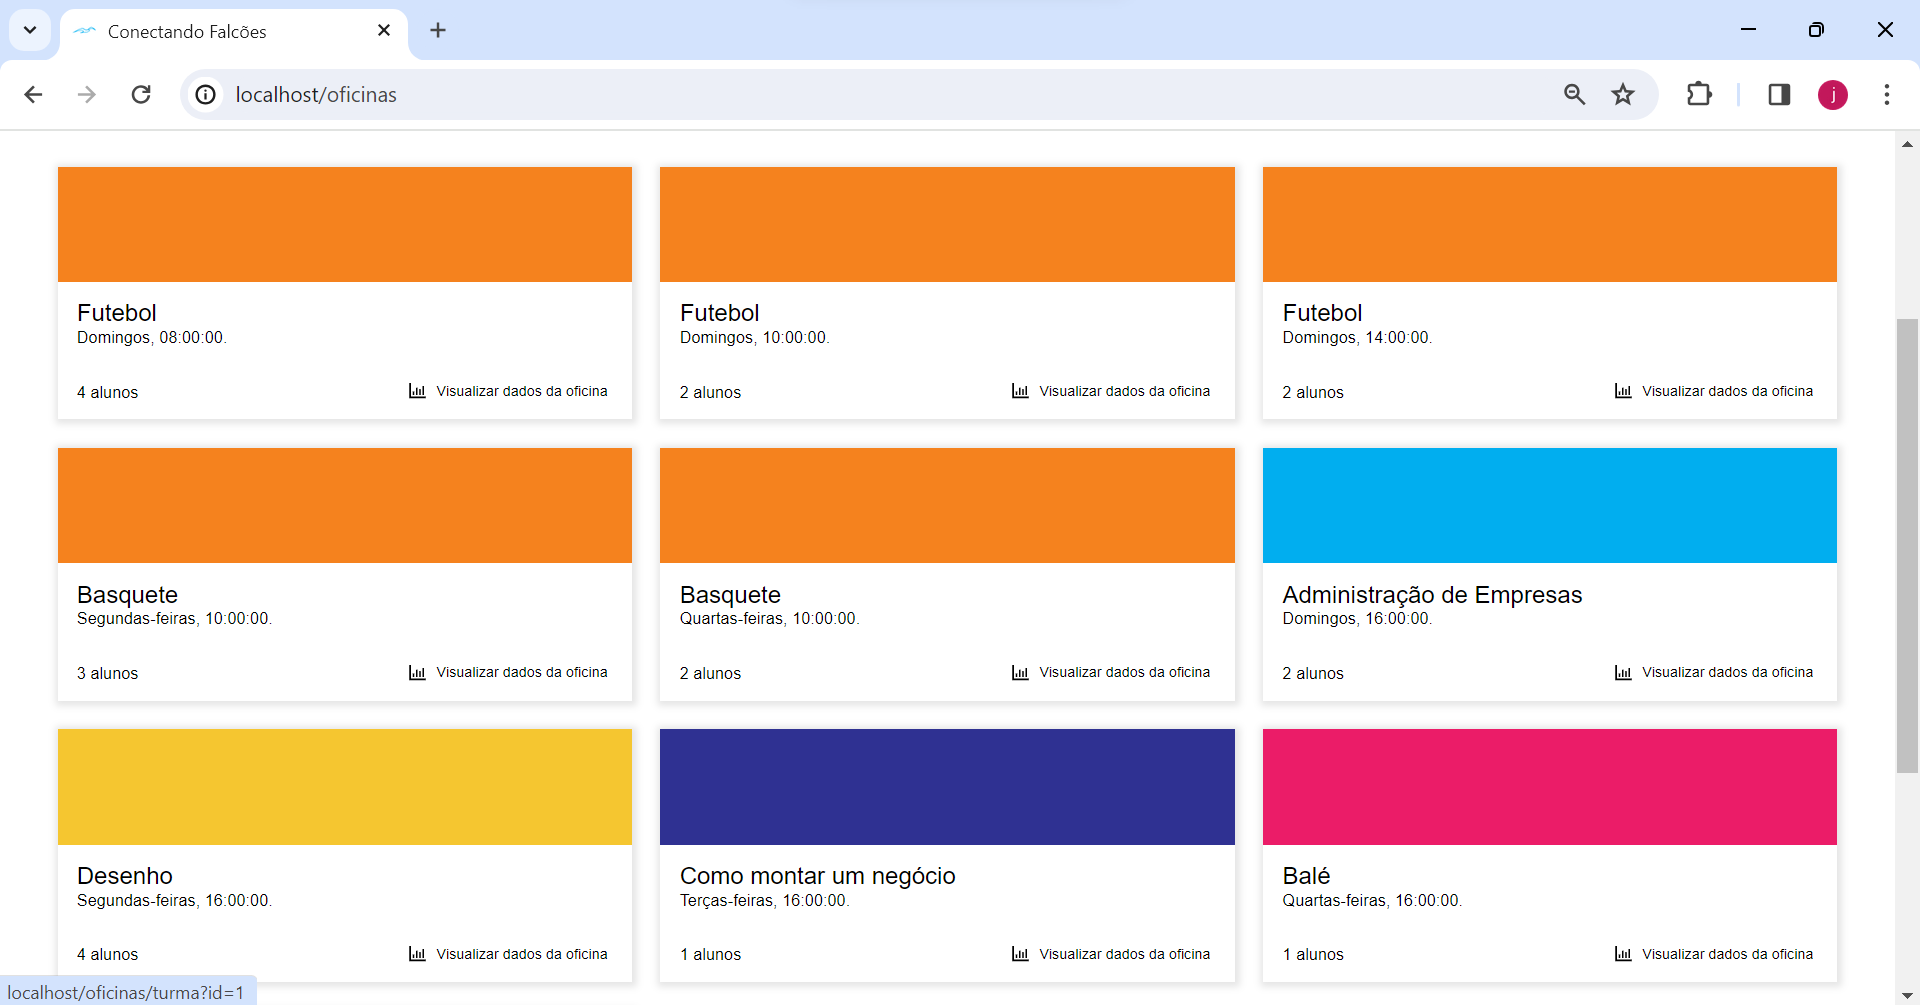 Conectando Falcões
localhost/oficinas
j
Futebol
Domingos, 08:00:00.
4 alunos
Visualizar dados da oficina
Futebol
Domingos, 10:00:00.
2 alunos
Visualizar dados da oficina
Futebol
Domingos, 14:00:00.
2 alunos
Visualizar dados da oficina
Basquete
Segundas-feiras, 10:00:00.
3 alunos
Visualizar dados da oficina
Basquete
Quartas-feiras, 10:00:00.
2 alunos
Visualizar dados da oficina
Administração de Empresas
Domingos, 16:00:00.
2 alunos
Visualizar dados da oficina
Desenho
Segundas-feiras, 16:00:00.
4 alunos
Visualizar dados da oficina
Como montar um negócio
Terças-feiras, 16:00:00.
1 alunos
Visualizar dados da oficina
Balé
Quartas-feiras, 16:00:00.
1 alunos
Visualizar dados da oficina
localhost/oficinas/turma?id=1